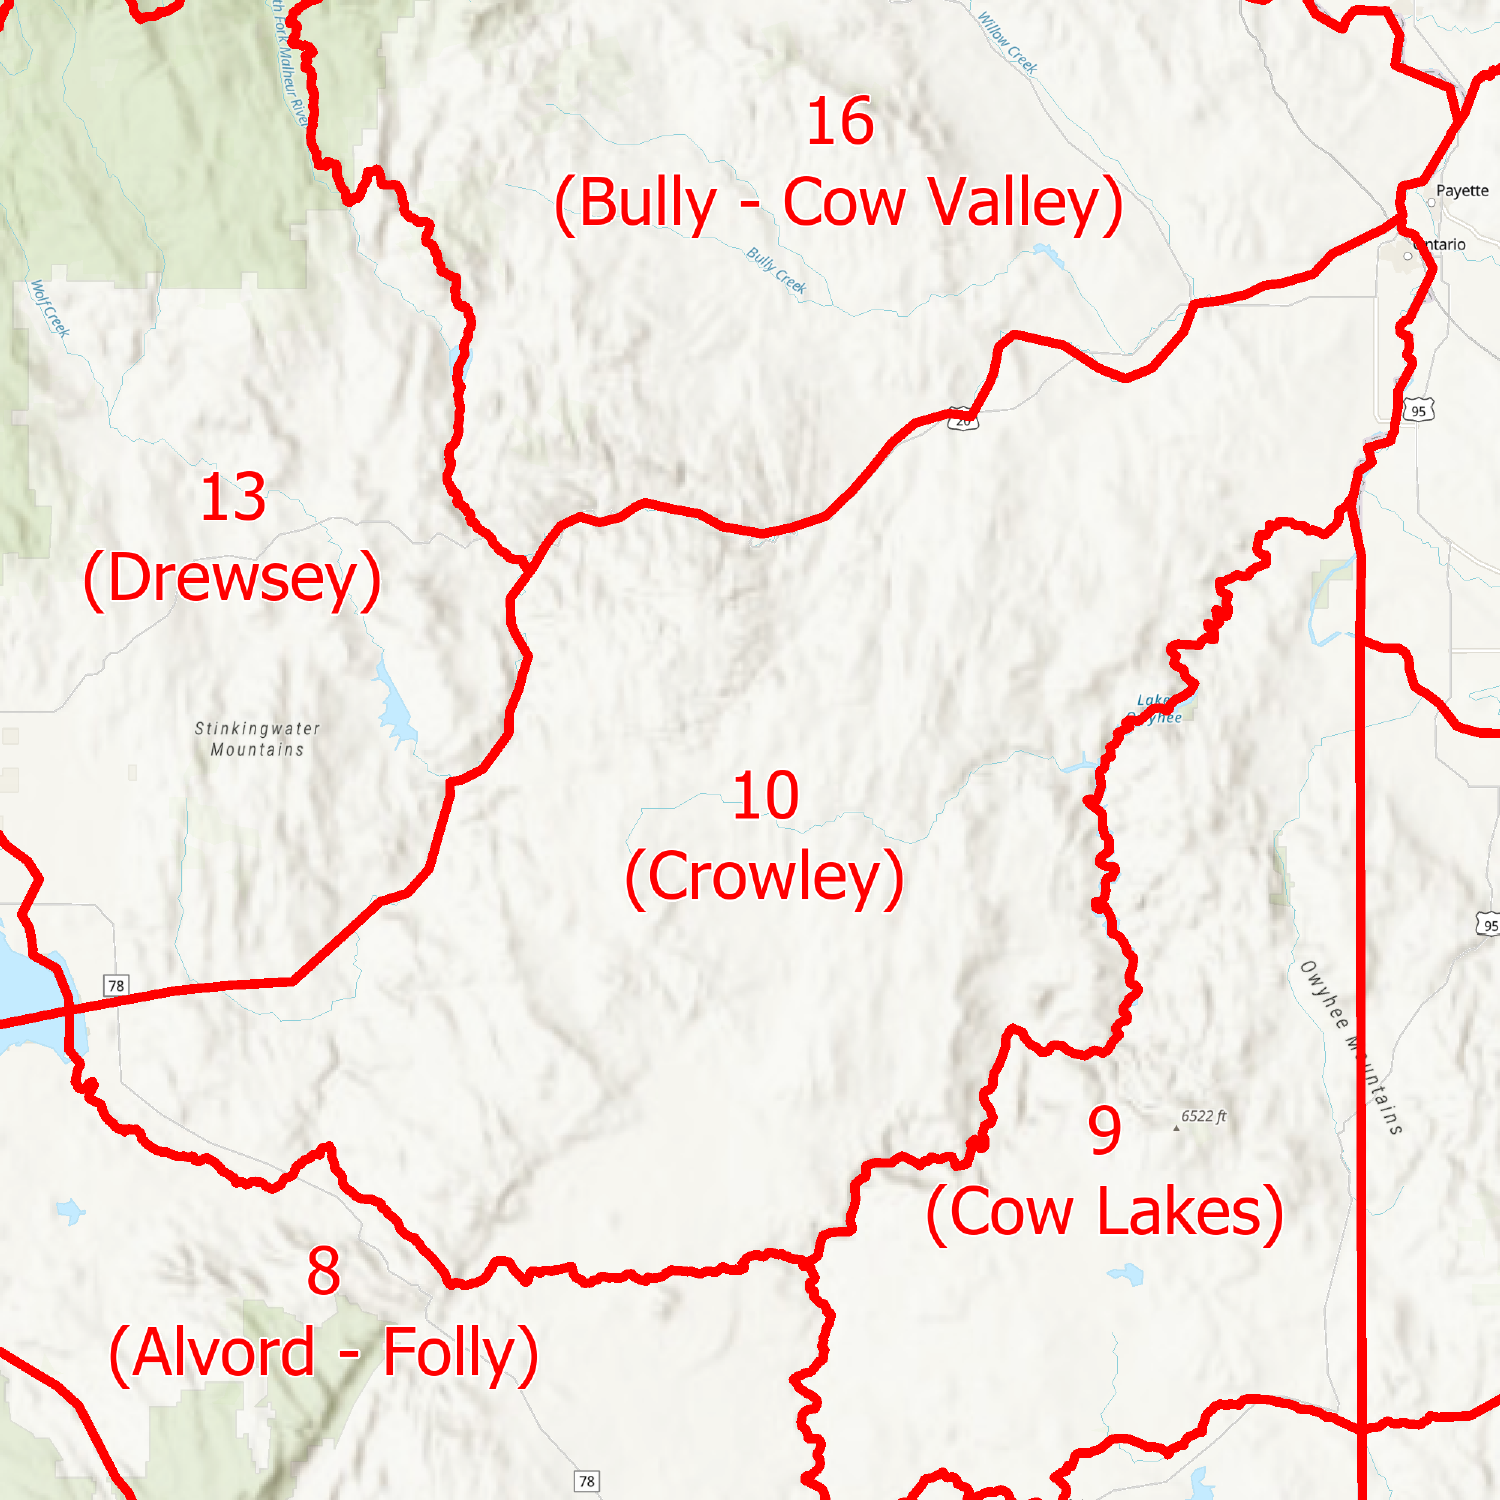 th Fork Malheur River
Willow Creek
16
(Bully - Cow Valley)
Payette
Ontario
Bully Creek
Wolf Creek
20
95
13
(Drewsey)
Lake
Owyhee
Stinkingwater
Mountains
10
(Crowley)
95
78
Owyhee Mountains
6522 ft
9
(Cow Lakes)
8
(Alvord - Folly)
78